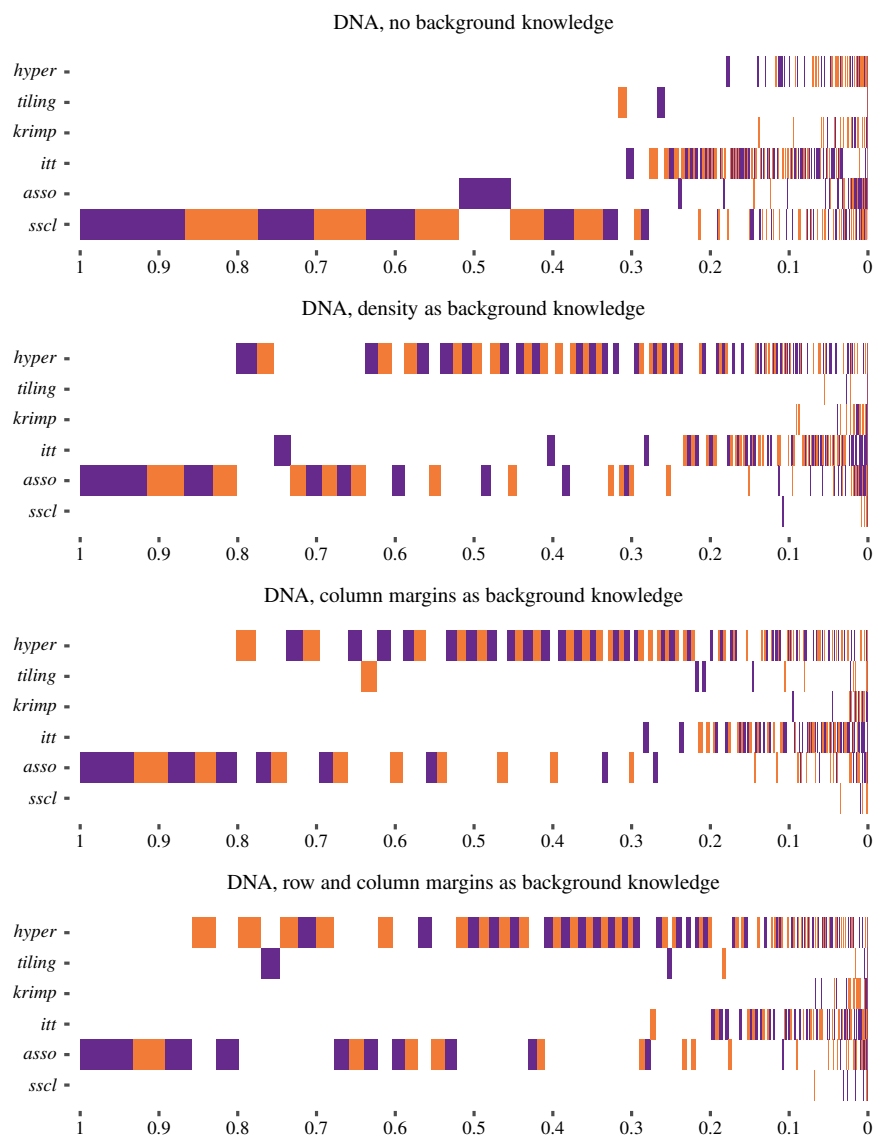 DNA, no background knowledge
hyper
tiling
krimp
itt
asso
sscl
1 0.9 0.8 0.7 0.6 0.5 0.4 0.3 0.2 0.1 0
DNA, density as background knowledge
hyper
tiling
krimp
itt
asso
sscl
1 0.9 0.8 0.7 0.6 0.5 0.4 0.3 0.2 0.1 0
DNA, column margins as background knowledge
hyper
tiling
krimp
itt
asso
sscl
1 0.9 0.8 0.7 0.6 0.5 0.4 0.3 0.2 0.1 0
DNA, row and column margins as background knowledge
hyper
tiling
krimp
itt
asso
sscl
1 0.9 0.8 0.7 0.6 0.5 0.4 0.3 0.2 0.1 0